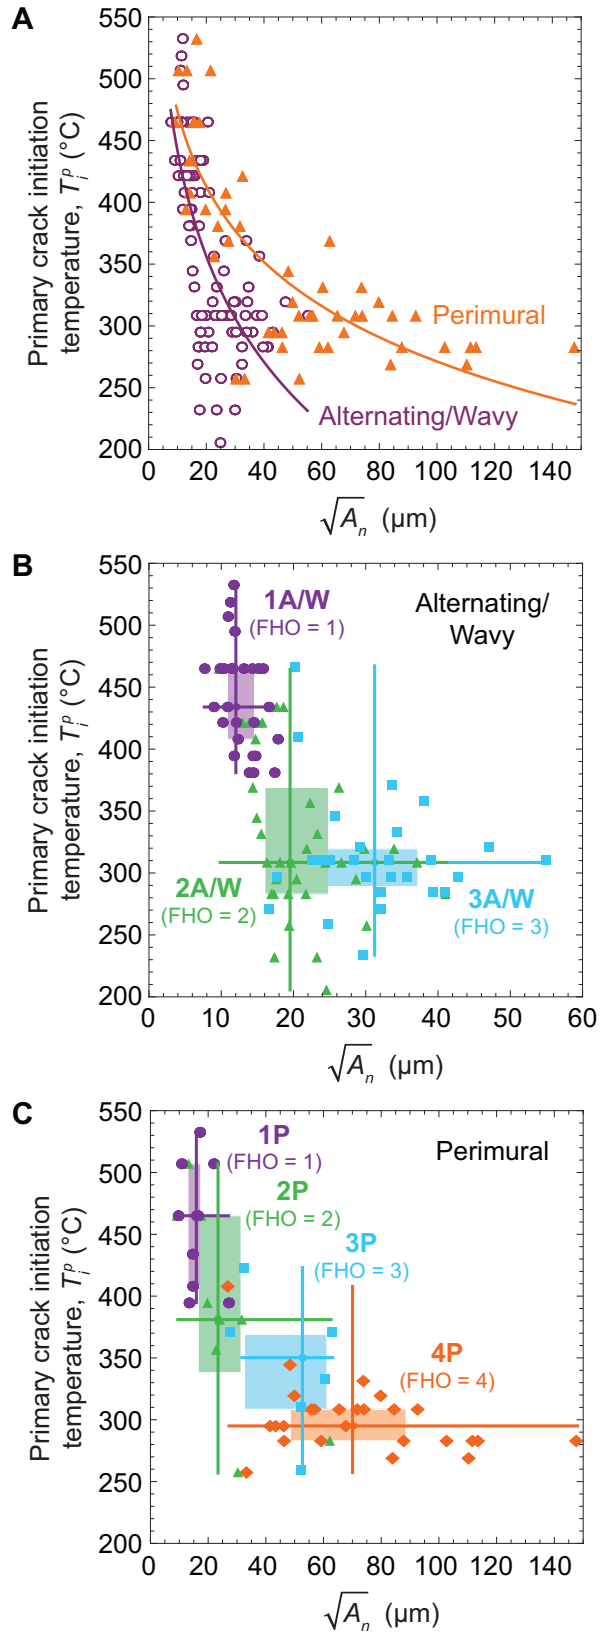 A
Primary crack initiation
temperature, T_i^p (°C)
550
500
450
400
350
300
250
200
Perimural
Alternating/Wavy
0 20 40 60 80 100 120 140
√A_n (µm)
B
Primary crack initiation
temperature, T_i^p (°C)
550
500
450
400
350
300
250
200
1A/W
(FHO = 1)
Alternating/
Wavy
2A/W
(FHO = 2)
3A/W
(FHO = 3)
0 10 20 30 40 50 60
√A_n (µm)
C
Primary crack initiation
temperature, T_i^p (°C)
550
500
450
400
350
300
250
200
1P
(FHO = 1)
Perimural
2P
(FHO = 2)
3P
(FHO = 3)
4P
(FHO = 4)
0 20 40 60 80 100 120 140
√A_n (µm)